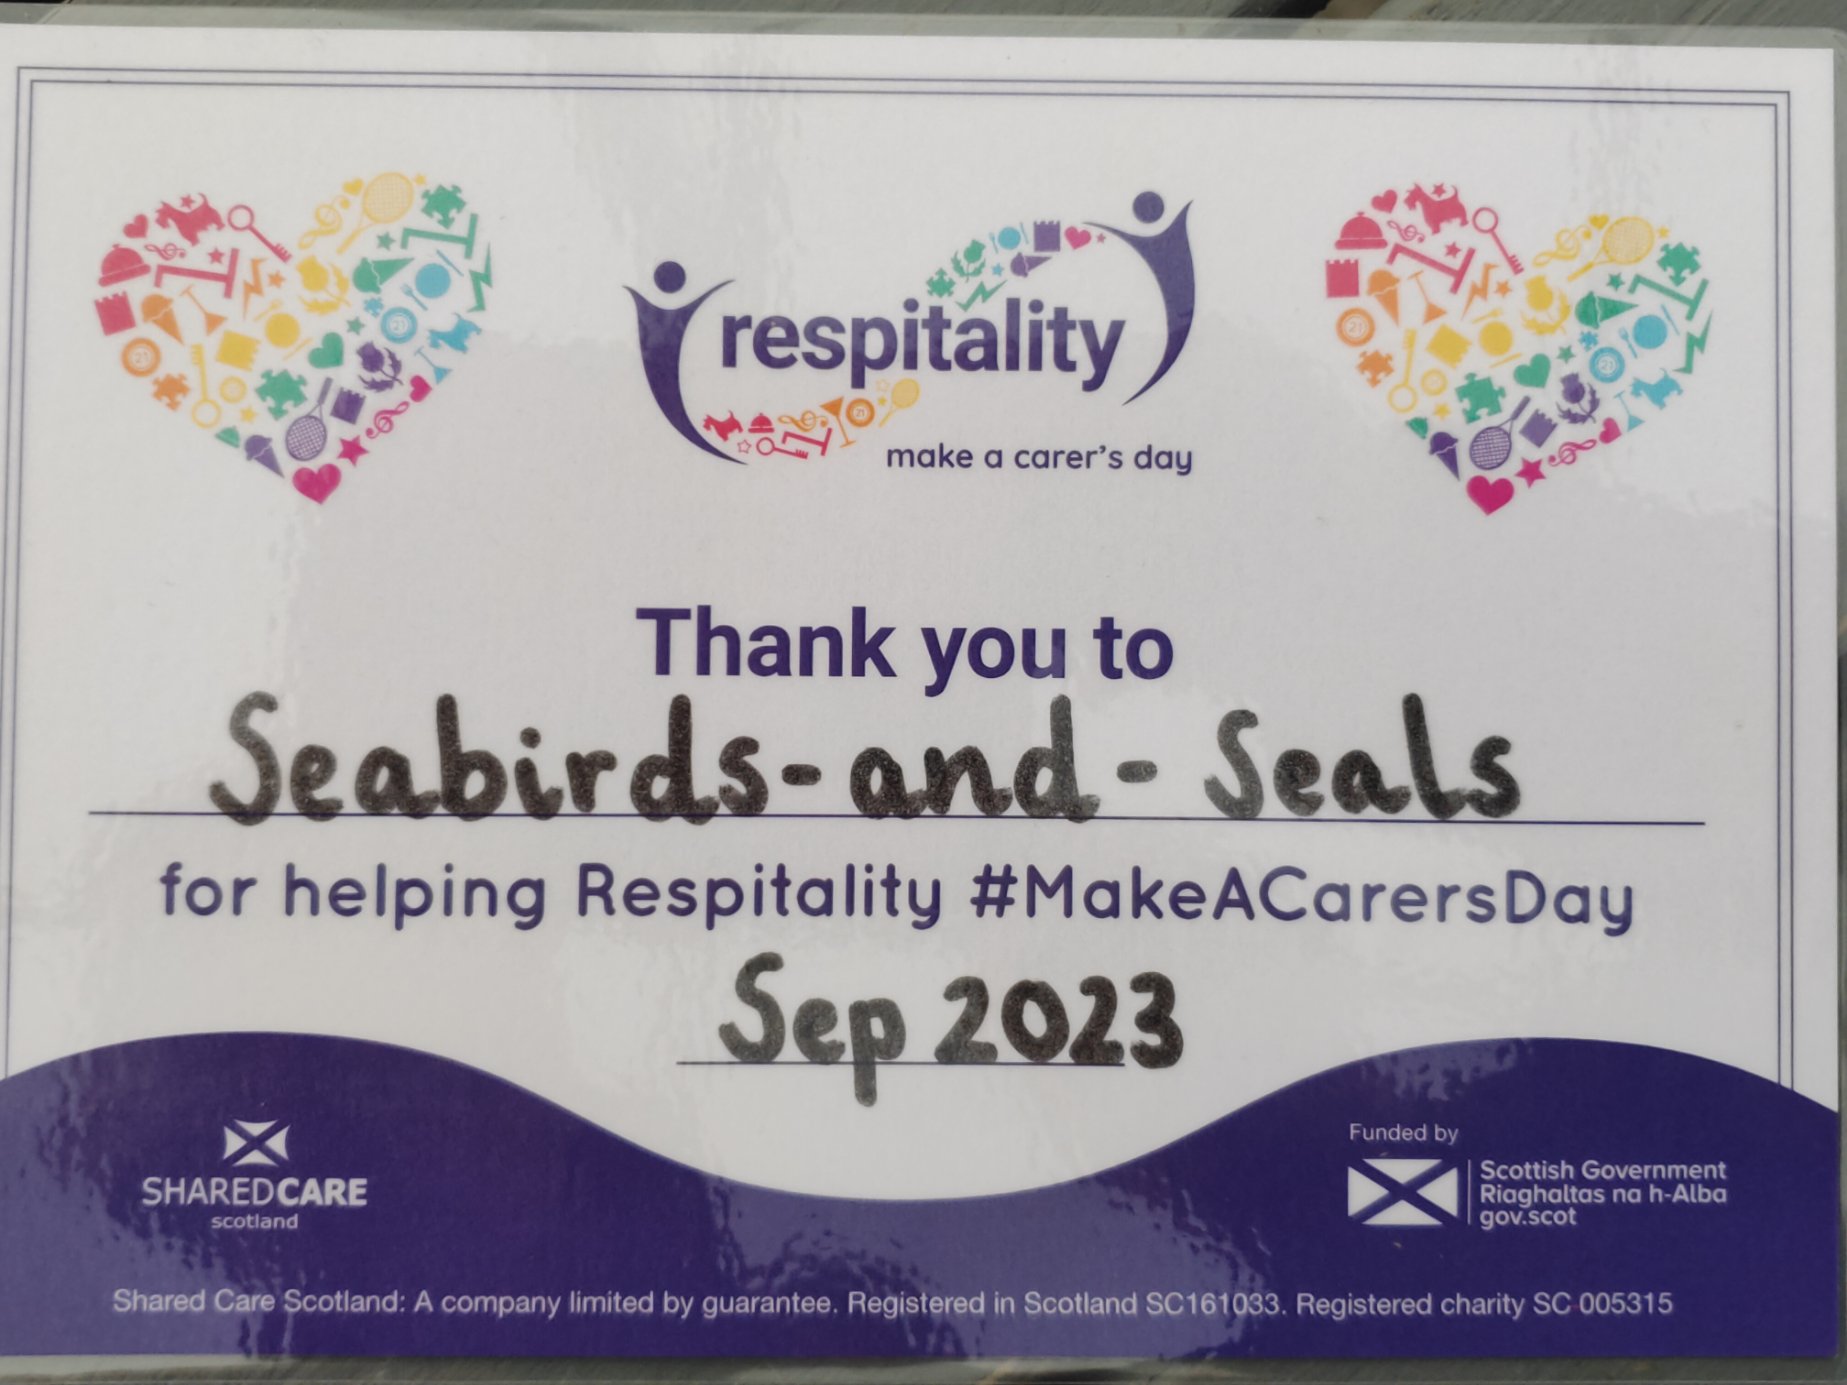 respitality
make a carer's day
Thank you to
Seabirds-and-Seals
for helping Respitality #MakeACarersDay
Sep 2023
SHAREDCARE
scotland
Funded by
Scottish Government
Riaghaltas na h-Alba
gov.scot
Shared Care Scotland: A company limited by guarantee. Registered in Scotland SC161033. Registered charity SC 005315